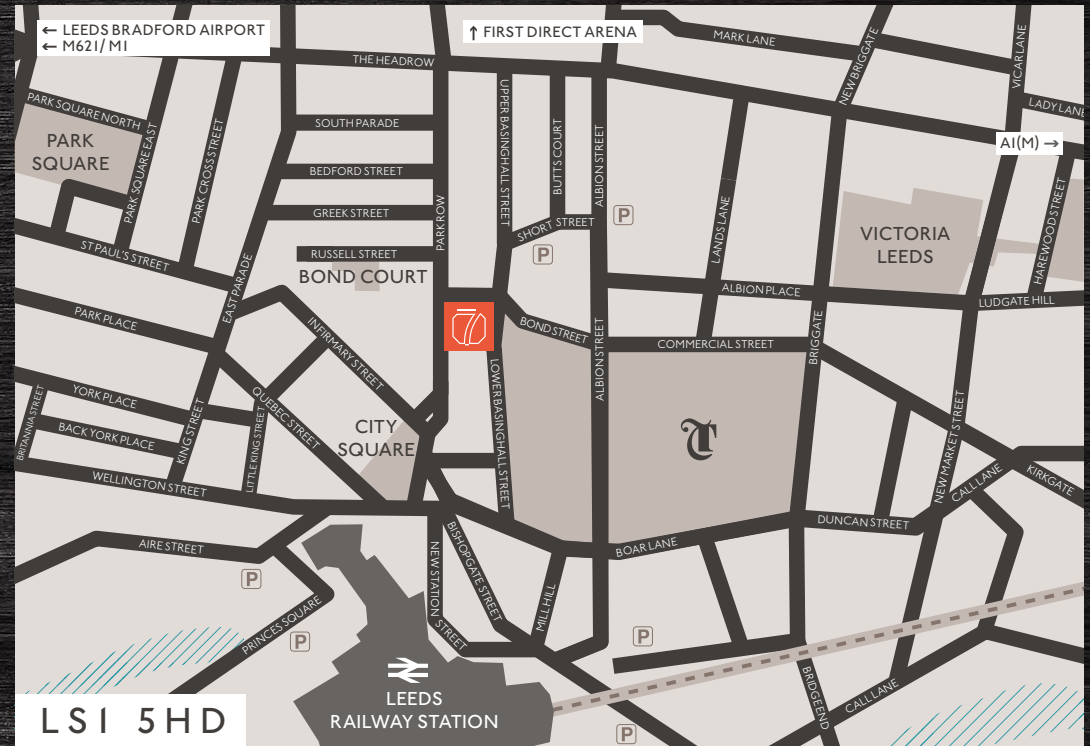 ← LEEDS BRADFORD AIRPORT
← M621/ M1
↑ FIRST DIRECT ARENA
MARK LANE
NEW BRIGGATE
VICAR LANE
LADY LANE
A1(M) →
THE HEADROW
PARK SQUARE NORTH
PARK
SQUARE
PARK SQUARE EAST
PARK CROSS STREET
SOUTH PARADE
BEDFORD STREET
GREEK STREET
RUSSELL STREET
BOND COURT
PARK ROW
UPPER BASINGHALL STREET
BUTTS COURT
ALBION STREET
SHORT STREET
P
P
LANDS LANE
VICTORIA
LEEDS
HAREWOOD STREET
ST PAUL'S STREET
EAST PARADE
ALBION PLACE
LUDGATE HILL
PARK PLACE
INFIRMARY STREET
7
BOND STREET
ALBION STREET
COMMERCIAL STREET
BRIGGATE
LOWER BASINGHALL STREET
YORK PLACE
BRITANNIA STREET
BACK YORK PLACE
KING STREET
LITTLE KING STREET
QUEBEC STREET
CITY
SQUARE
T
NEW MARKET STREET
CALL LANE
KIRKGATE
WELLINGTON STREET
DUNCAN STREET
BOAR LANE
AIRE STREET
NEW STATION STREET
BISHOPGATE STREET
MILL HILL
P
PRINCES SQUARE
P
P
LEEDS
RAILWAY STATION
BRIDGE END
CALL LANE
P
LS1 5HD